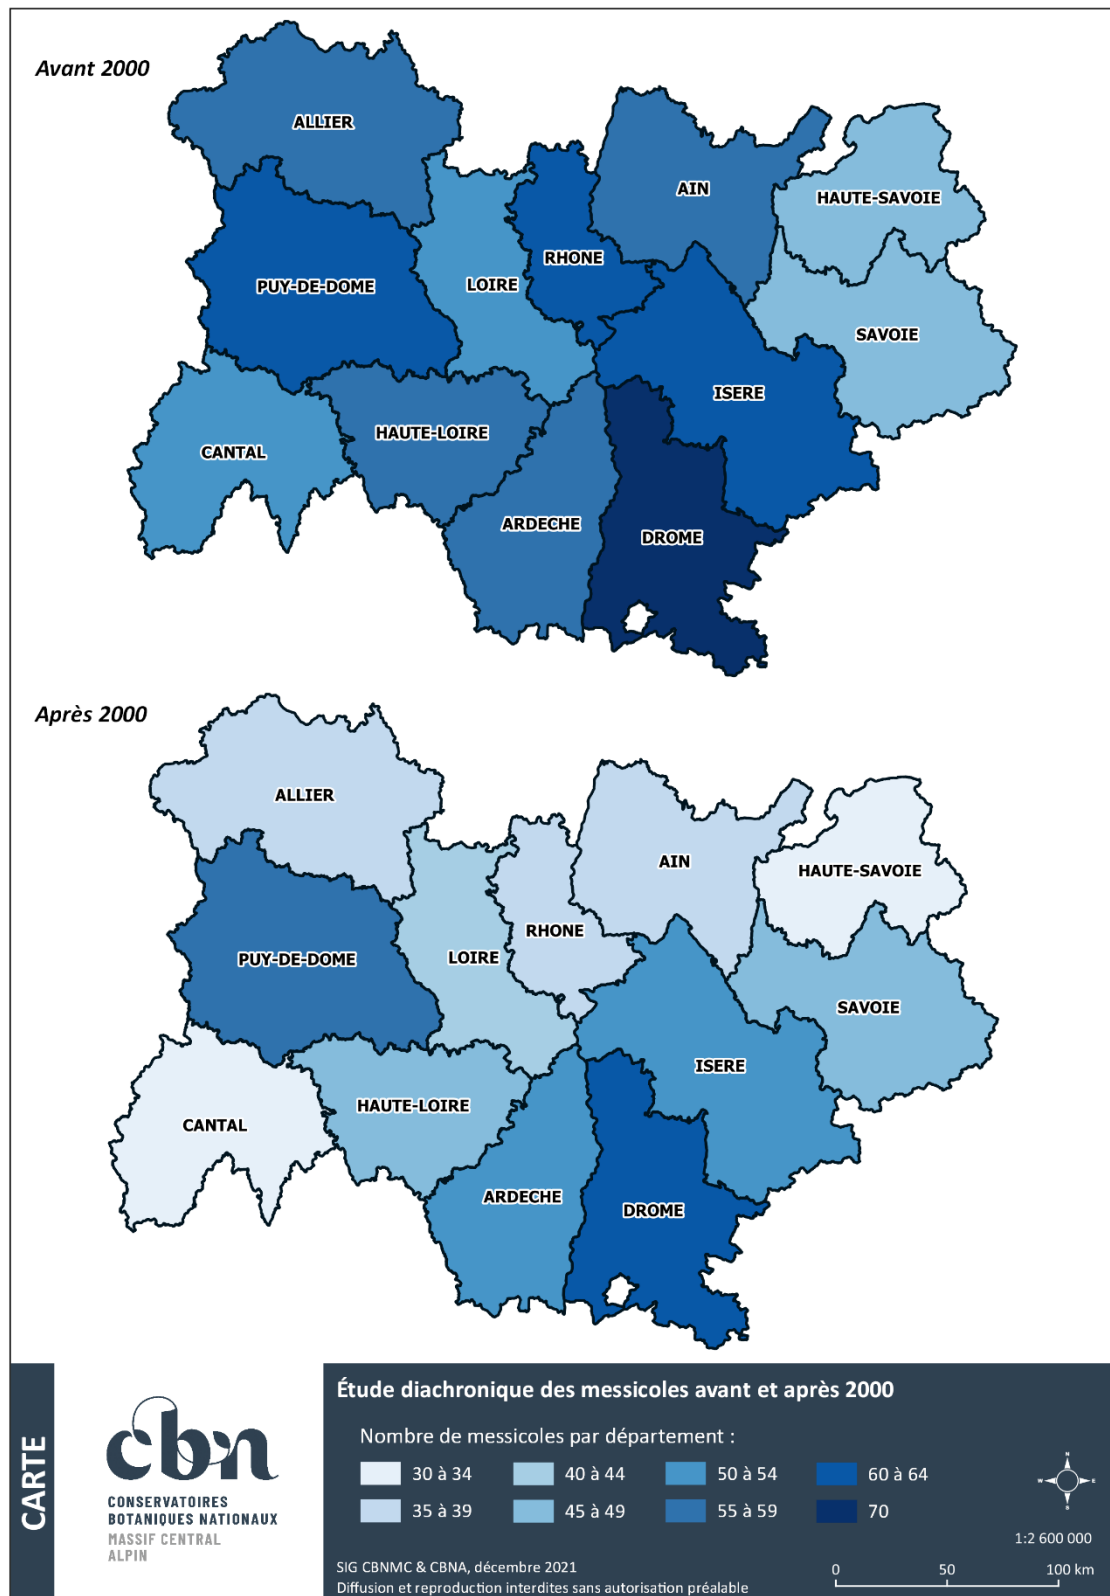 Avant 2000
ALLIER
AIN
HAUTE-SAVOIE
RHONE
PUY-DE-DOME
LOIRE
SAVOIE
ISERE
HAUTE-LOIRE
CANTAL
ARDECHE
DROME
Après 2000
ALLIER
AIN
HAUTE-SAVOIE
RHONE
PUY-DE-DOME
LOIRE
SAVOIE
ISERE
HAUTE-LOIRE
CANTAL
ARDECHE
DROME
CARTE
cbn
CONSERVATOIRES
BOTANIQUES NATIONAUX
MASSIF CENTRAL
ALPIN
Étude diachronique des messicoles avant et après 2000
Nombre de messicoles par département :
30 à 34
40 à 44
50 à 54
60 à 64
35 à 39
45 à 49
55 à 59
70
N
W
E
S
1:2 600 000
SIG CBNMC & CBNA, décembre 2021
Diffusion et reproduction interdites sans autorisation préalable
0 50 100 km